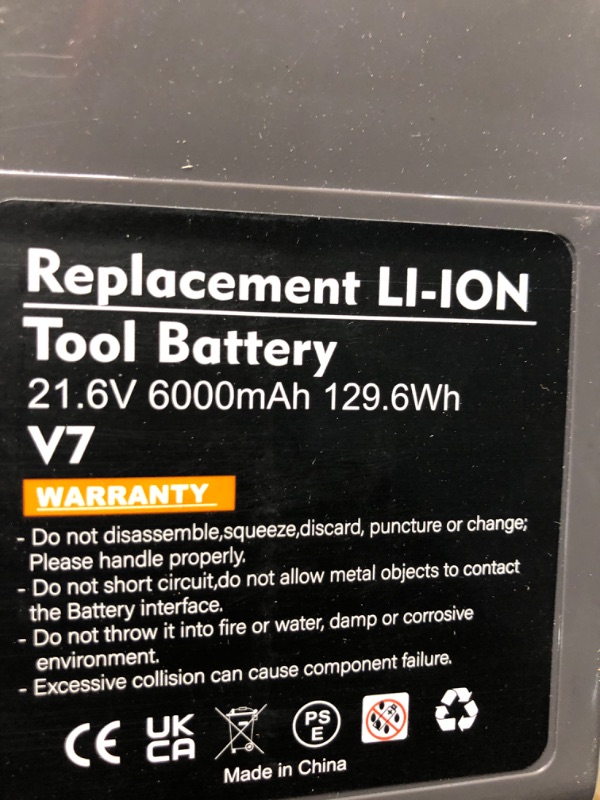 Replacement LI-ION
Tool Battery
21.6V 6000mAh 129.6Wh
V7
WARRANTY
- Do not disassemble,squeeze,discard, puncture or change;
Please handle properly.
- Do not short circuit,do not allow metal objects to contact
the Battery interface.
- Do not throw it into fire or water, damp or corrosive
environment.
- Excessive collision can cause component failure.
CE UK CA PS E
Made in China